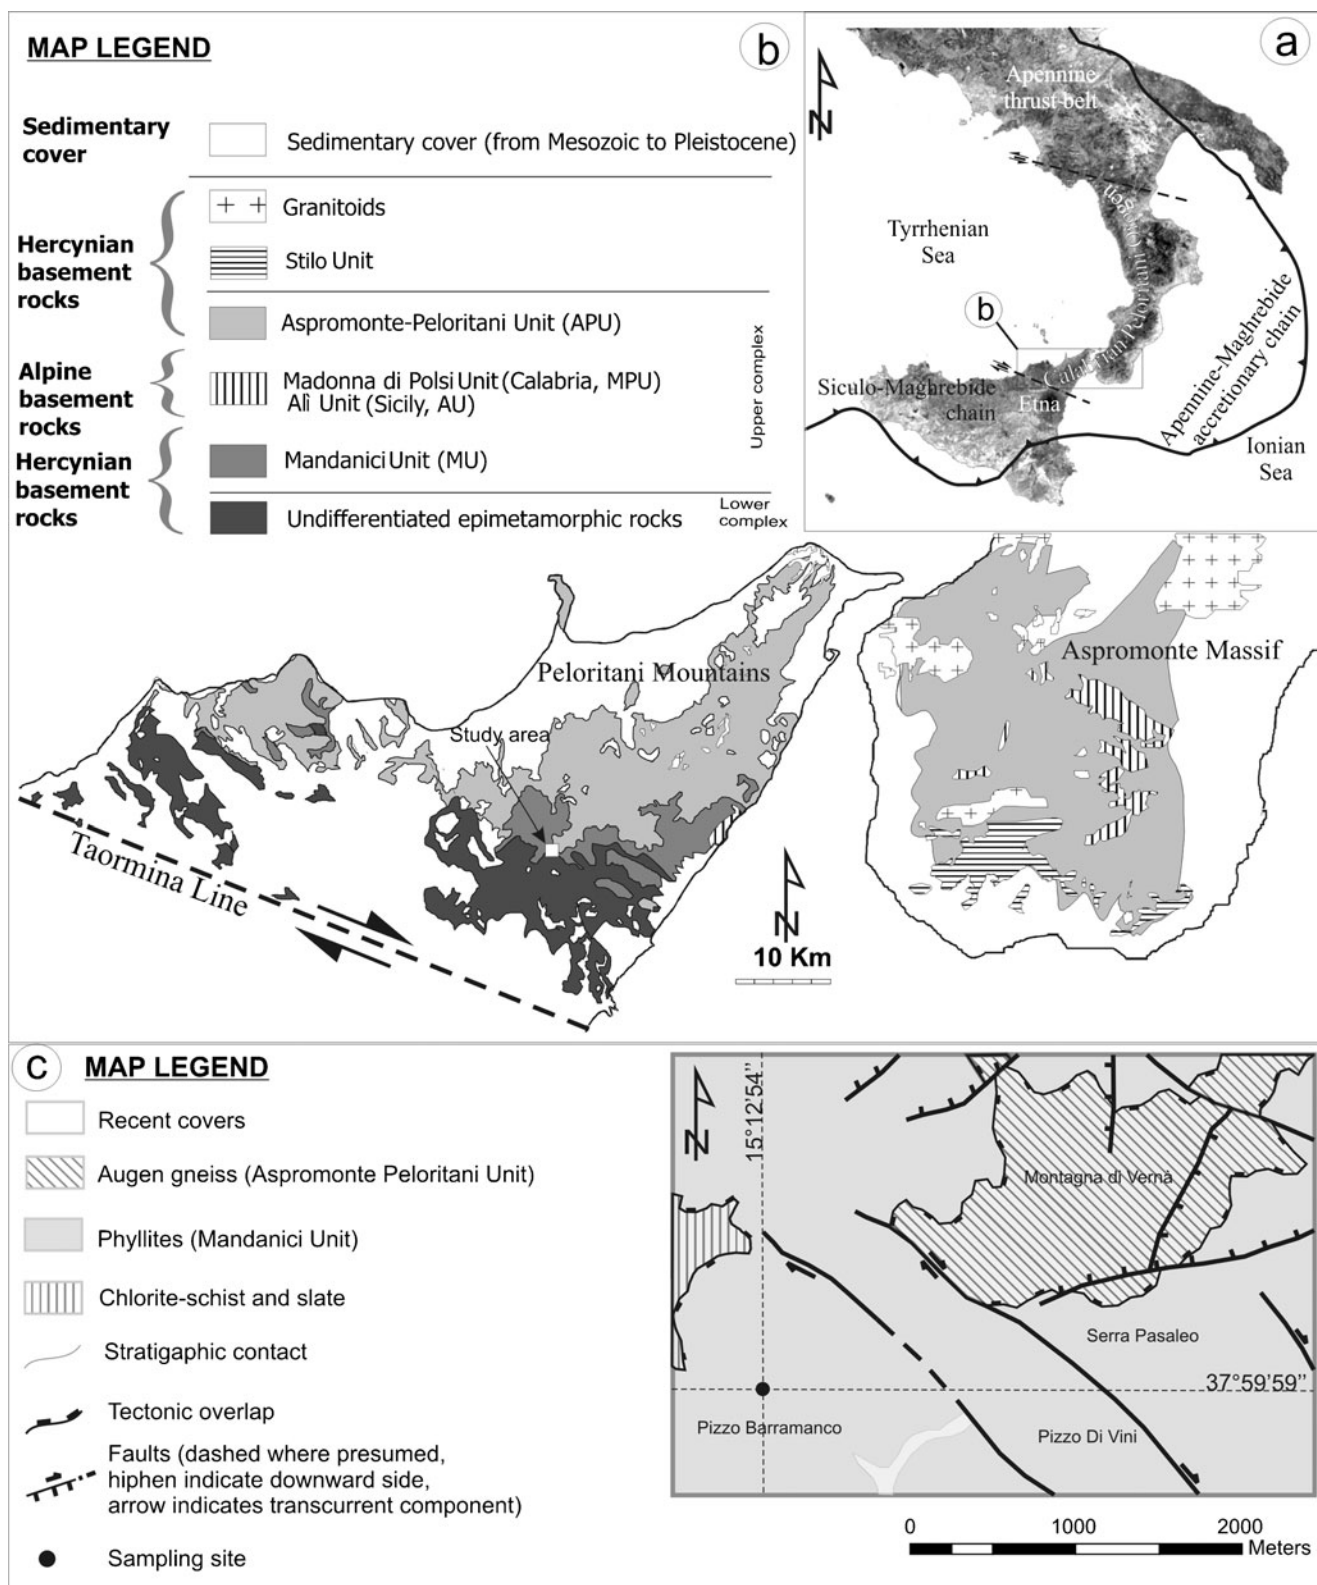 MAP LEGEND
b
Sedimentary
cover
Sedimentary cover (from Mesozoic to Pleistocene)
Hercynian
basement
rocks
Granitoids
Stilo Unit
Aspromonte-Peloritani Unit (APU)
Alpine
basement
rocks
Madonna di Polsi Unit (Calabria, MPU)
Alì Unit (Sicily, AU)
Hercynian
basement
rocks
Mandanici Unit (MU)
Undifferentiated epimetamorphic rocks
Upper complex
Lower
complex
a
N
Apennine
thrust belt
Tyrrhenian
Sea
b
Siculo-Maghrebide
chain
Etna
Apennine-Maghrebide
accretionary chain
Ionian
Sea
Peloritani Mountains
Aspromonte Massif
Study area
Taormina Line
N
10 Km
c
MAP LEGEND
Recent covers
Augen gneiss (Aspromonte Peloritani Unit)
Phyllites (Mandanici Unit)
Chlorite-schist and slate
Stratigaphic contact
Tectonic overlap
Faults (dashed where presumed,
hiphen indicate downward side,
arrow indicates transcurrent component)
Sampling site
N
15°12'54''
Montagna di Vernà
Serra Pasaleo
37°59'59''
Pizzo Barramanco
Pizzo Di Vini
0 1000 2000
Meters